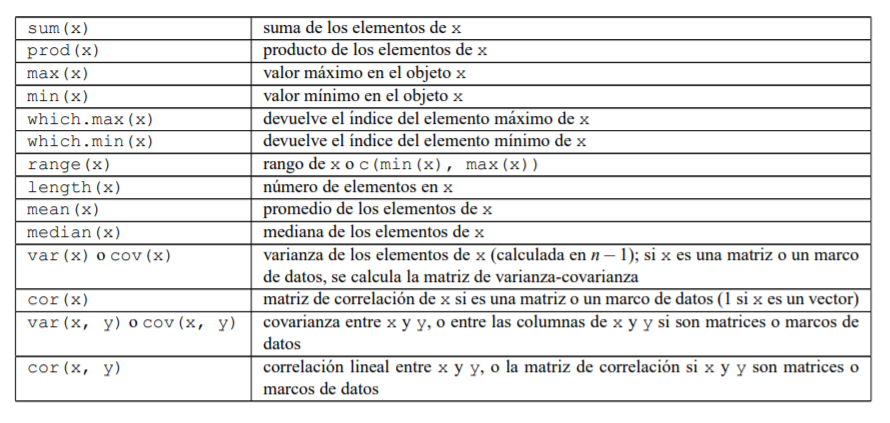 sum(x) suma de los elementos de x
prod(x) producto de los elementos de x
max(x) valor máximo en el objeto x
min(x) valor mínimo en el objeto x
which.max(x) devuelve el índice del elemento máximo de x
which.min(x) devuelve el índice del elemento mínimo de x
range(x) rango de x o c(min(x), max(x))
length(x) número de elementos en x
mean(x) promedio de los elementos de x
median(x) mediana de los elementos de x
var(x) o cov(x) varianza de los elementos de x (calculada en n − 1); si x es una matriz o un marco
de datos, se calcula la matriz de varianza-covarianza
cor(x) matriz de correlación de x si es una matriz o un marco de datos (1 si x es un vector)
var(x, y) o cov(x, y) covarianza entre x y y, o entre las columnas de x y y si son matrices o marcos de
datos
cor(x, y) correlación lineal entre x y y, o la matriz de correlación si x y y son matrices o
marcos de datos